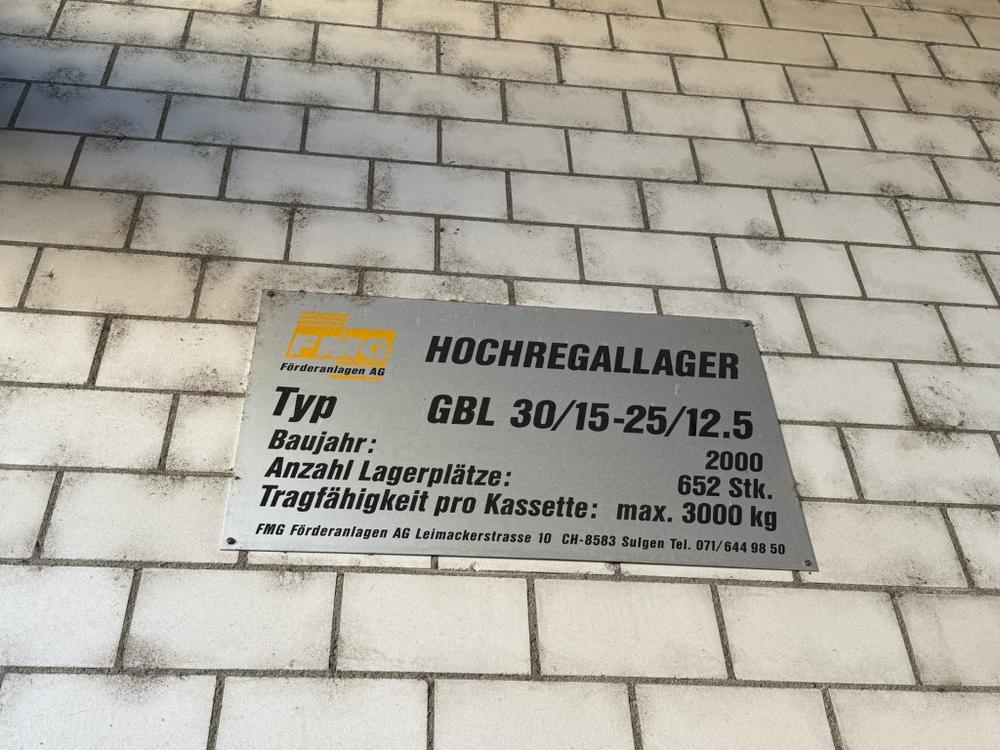 FMG
Förderanlagen AG
HOCHREGALLAGER
Typ GBL 30/15-25/12.5
Baujahr: 2000
Anzahl Lagerplätze: 652 Stk.
Tragfähigkeit pro Kassette: max. 3000 kg
FMG Förderanlagen AG Leimackerstrasse 10 CH-8583 Sulgen Tel. 071/644 98 50